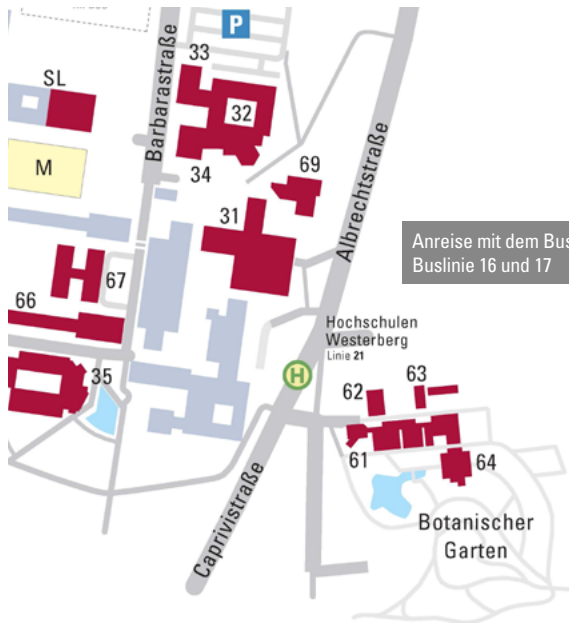 P
33
SL
32
Barbarastraße
M
34
69
31
Albrechtstraße
Anreise mit dem Bus
Buslinie 16 und 17
67
66
Hochschulen
Westerberg
Linie 21
H
35
62
63
61
64
Caprivistraße
Botanischer
Garten